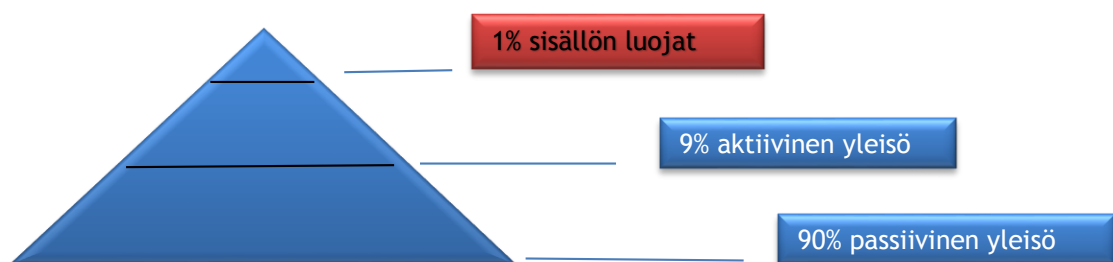 1% sisällön luojat
9% aktiivinen yleisö
90% passiivinen yleisö